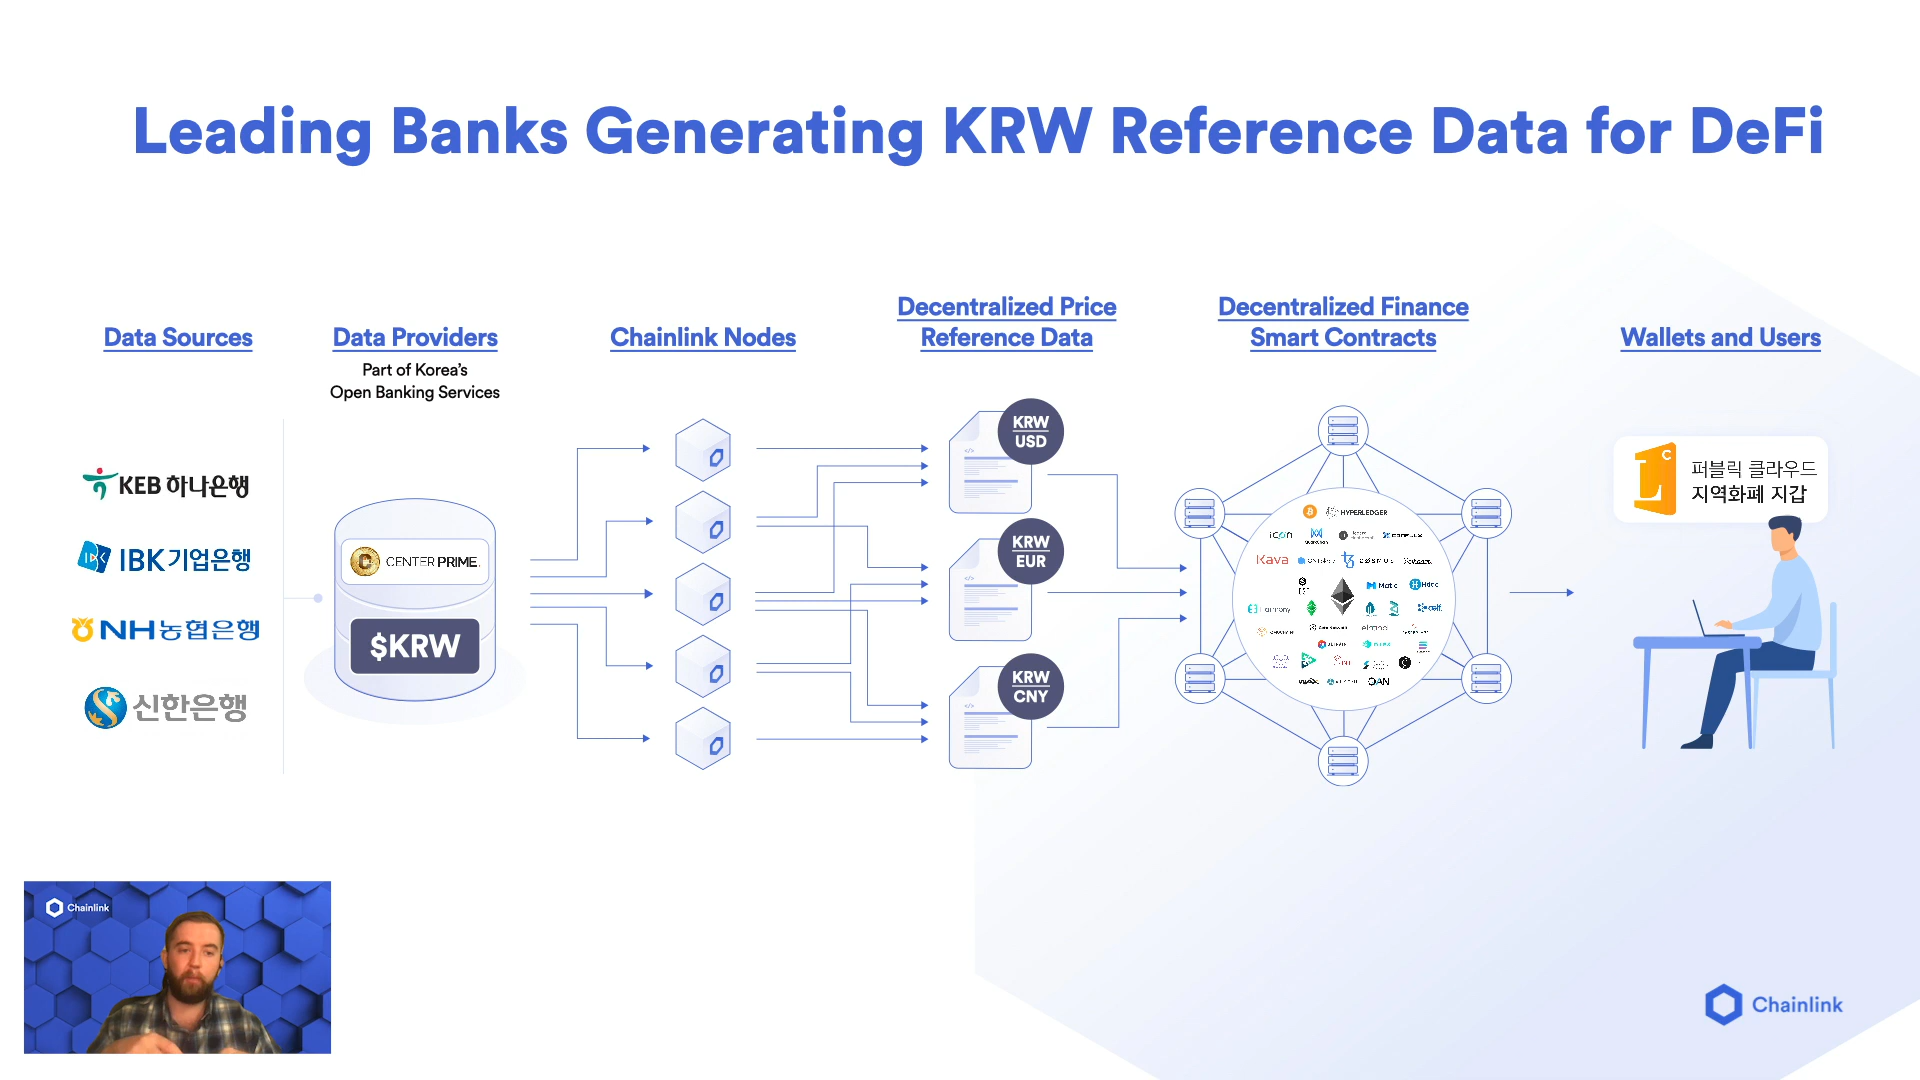 Leading Banks Generating KRW Reference Data for DeFi
Data Sources
KEB 하나은행
IBK기업은행
NH농협은행
신한은행
Data Providers
Part of Korea's
Open Banking Services
CENTER PRIME.
$KRW
Chainlink Nodes
Decentralized Price
Reference Data
KRW
USD
KRW
EUR
KRW
CNY
Decentralized Finance
Smart Contracts
HYPERLEDGER
icon
Kava
Matic
Harmony
aelf
elrond
QAN
Wallets and Users
C
퍼블릭 클라우드
지역화폐 지갑
Chainlink
Chainlink